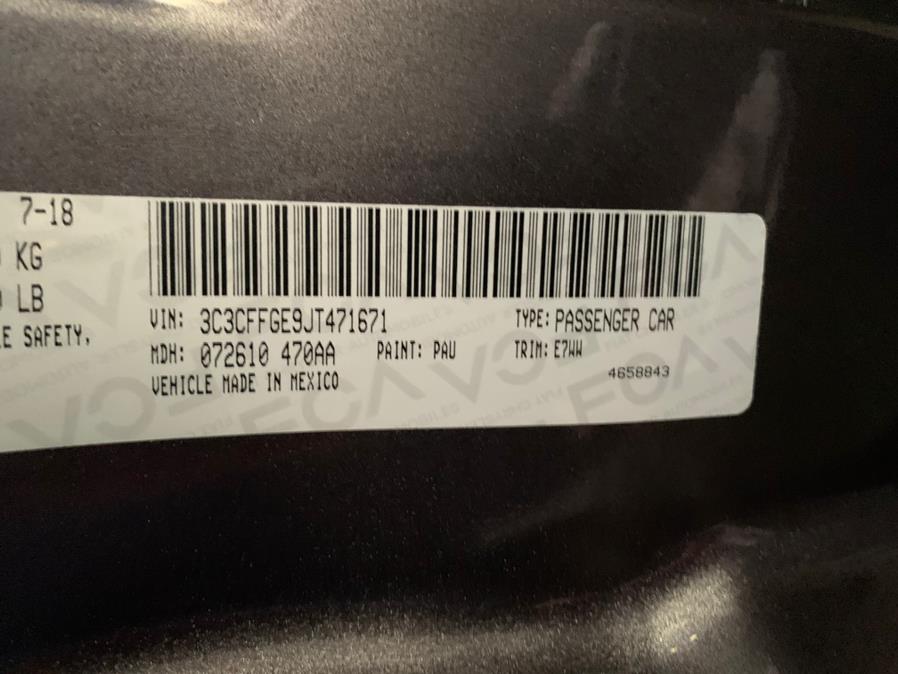 7-18
KG
LB
E SAFETY,
VIN: 3C3CFFGE9JT471671 TYPE: PASSENGER CAR
MDH: 072610 470AA PAINT: PAU TRIM: E7WW
VEHICLE MADE IN MEXICO 4658843
FCA